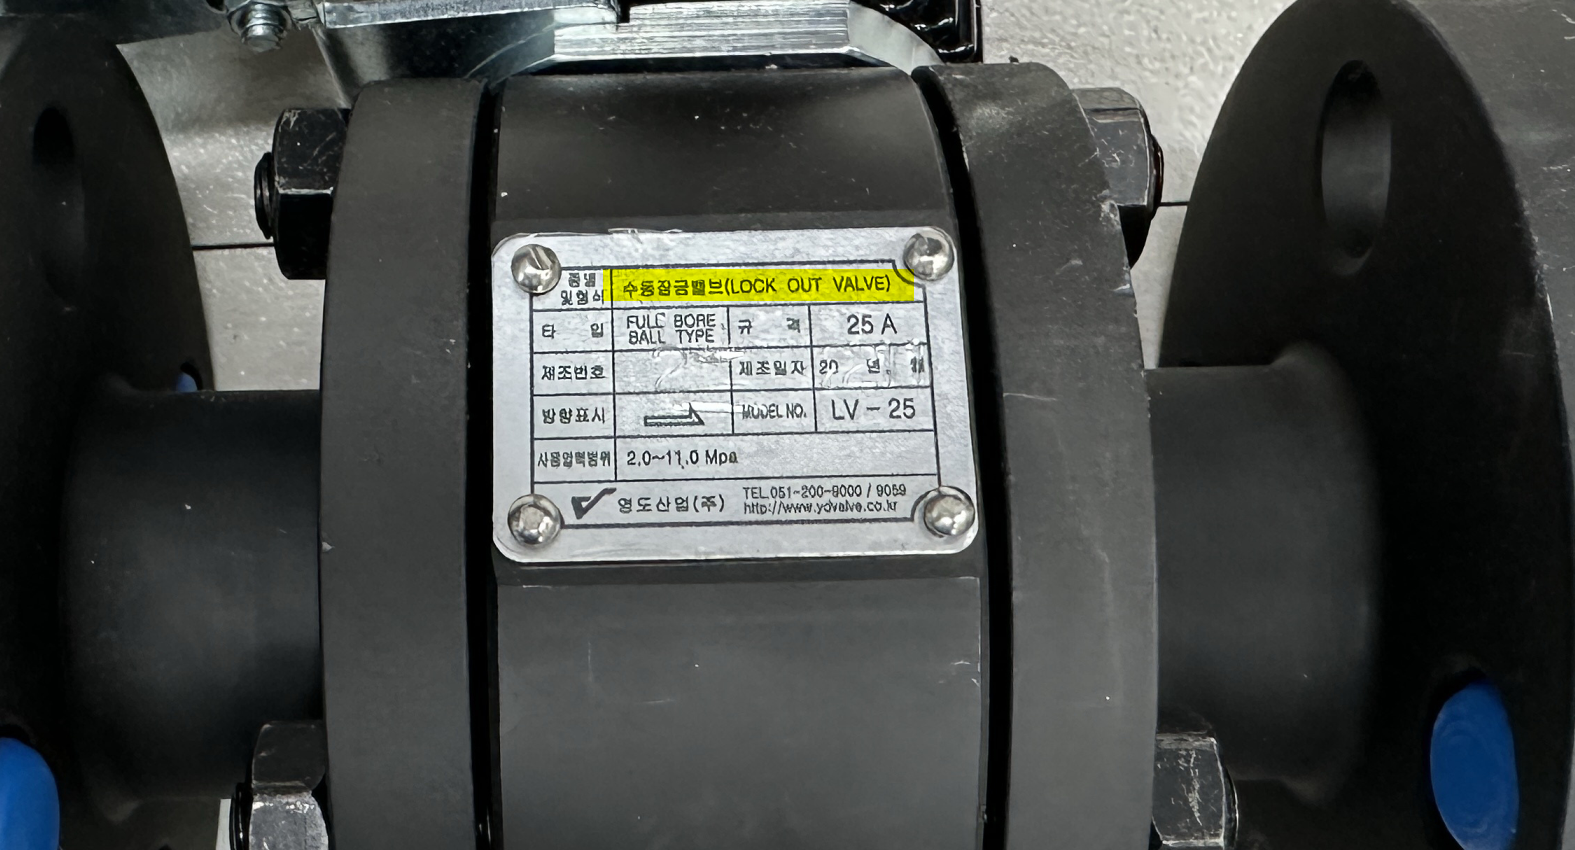 종별
및형식
수동잠금밸브(LOCK OUT VALVE)
타 입
FULL BORE
BALL TYPE
규 격
25 A
제조번호
제조일자
20 년
방향표시
MODEL NO.
LV - 25
사용압력범위
2.0~11.0 Mpa
영도산업(주)
TEL.051-200-9000 / 9059
http://www.ydvalve.co.kr